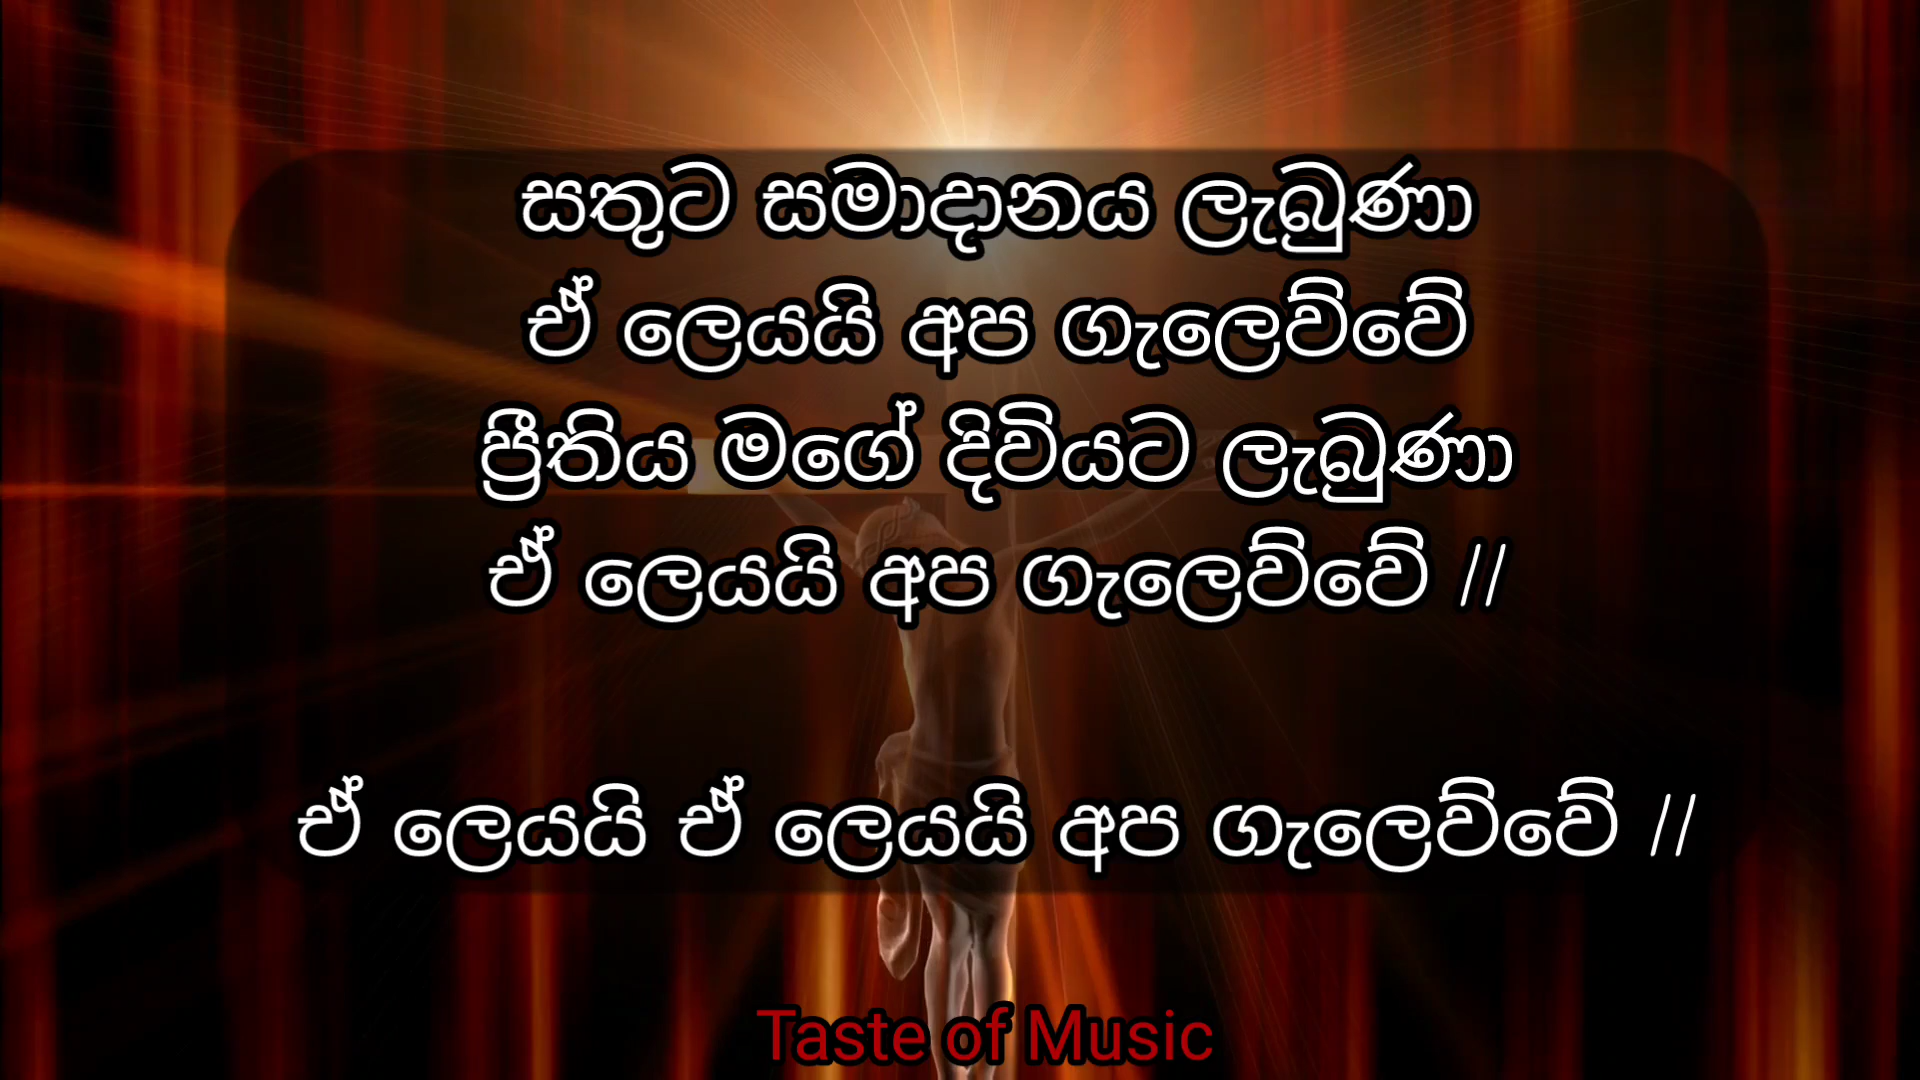 සතුට සමාදානය ලැබුණා
ඒ ලෙයයි අප ගැලෙව්වේ
ප්‍රීතිය මගේ දිවියට ලැබුණා
ඒ ලෙයයි අප ගැලෙව්වේ //
ඒ ලෙයයි ඒ ලෙයයි අප ගැලෙව්වේ //
Taste of Music